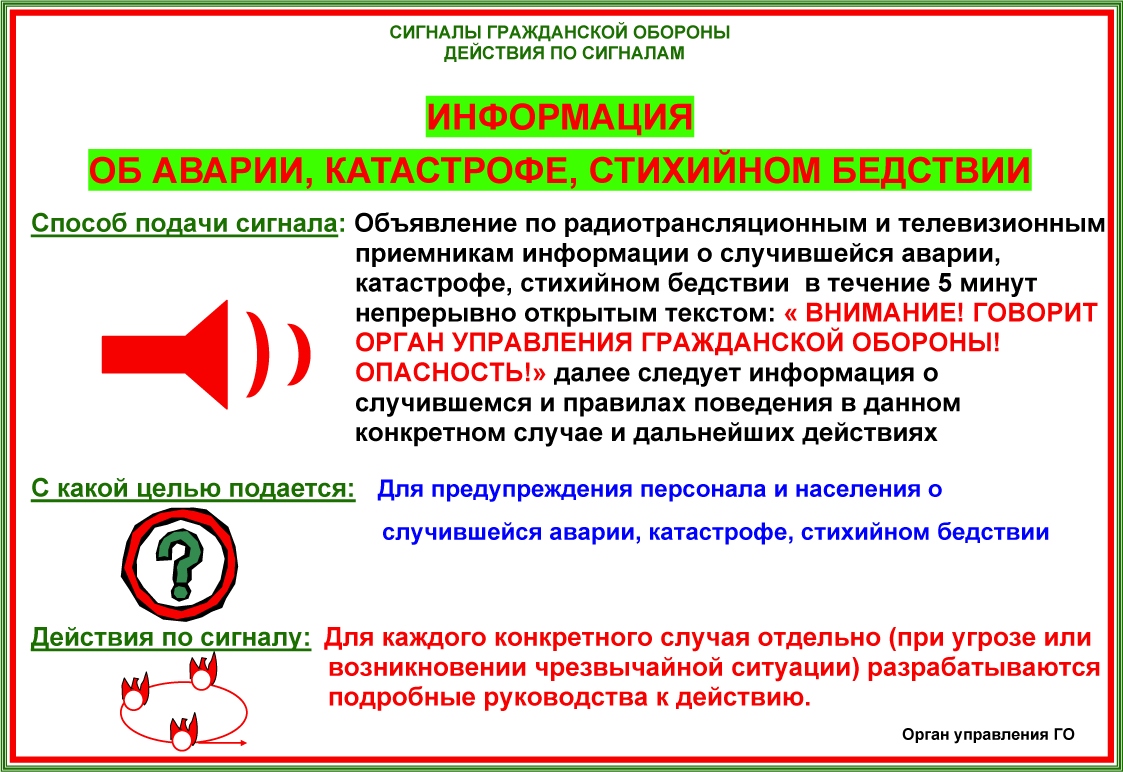 СИГНАЛЫ ГРАЖДАНСКОЙ ОБОРОНЫ
ДЕЙСТВИЯ ПО СИГНАЛАМ
ИНФОРМАЦИЯ
ОБ АВАРИИ, КАТАСТРОФЕ, СТИХИЙНОМ БЕДСТВИИ
Способ подачи сигнала: Объявление по радиотрансляционным и телевизионным
приемникам информации о случившейся аварии,
катастрофе, стихийном бедствии в течение 5 минут
непрерывно открытым текстом: « ВНИМАНИЕ! ГОВОРИТ
ОРГАН УПРАВЛЕНИЯ ГРАЖДАНСКОЙ ОБОРОНЫ!
ОПАСНОСТЬ!» далее следует информация о
случившемся и правилах поведения в данном
конкретном случае и дальнейших действиях
С какой целью подается: Для предупреждения персонала и населения о
случившейся аварии, катастрофе, стихийном бедствии
Действия по сигналу: Для каждого конкретного случая отдельно (при угрозе или
возникновении чрезвычайной ситуации) разрабатываются
подробные руководства к действию.
Орган управления ГО